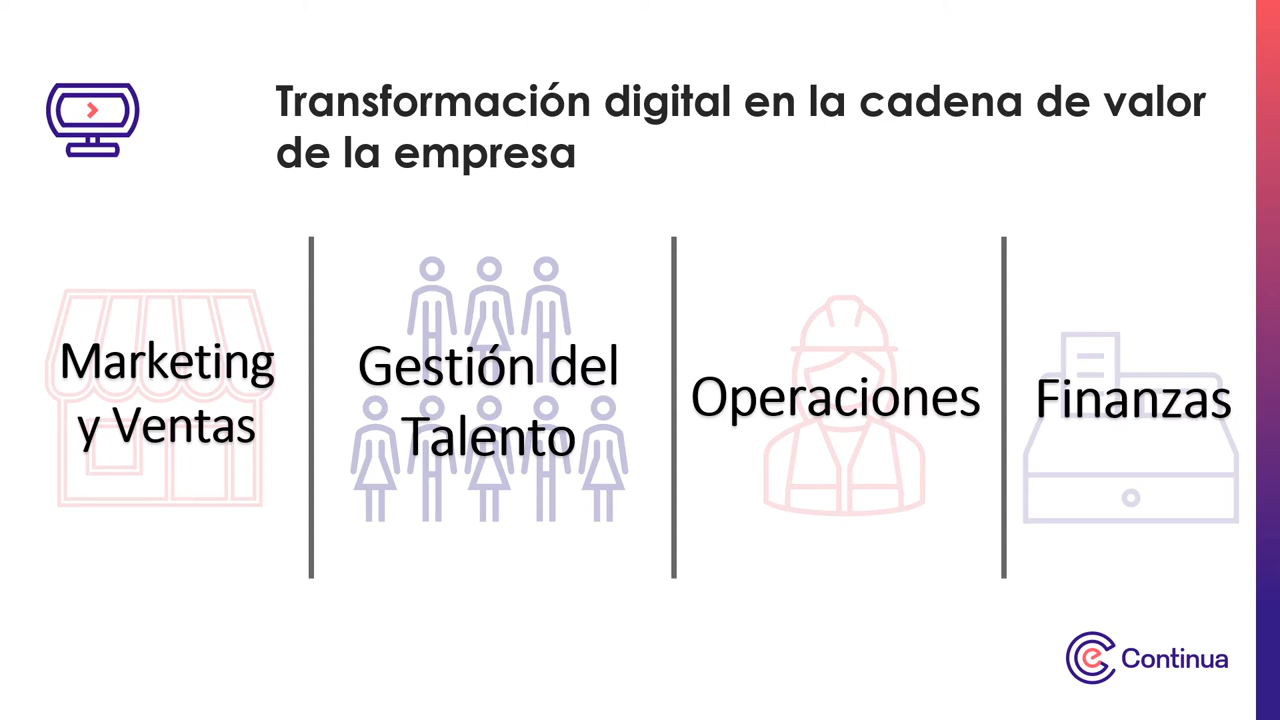 Transformación digital en la cadena de valor
de la empresa
Marketing
y Ventas
Gestión del
Talento
Operaciones
Finanzas
e Continua